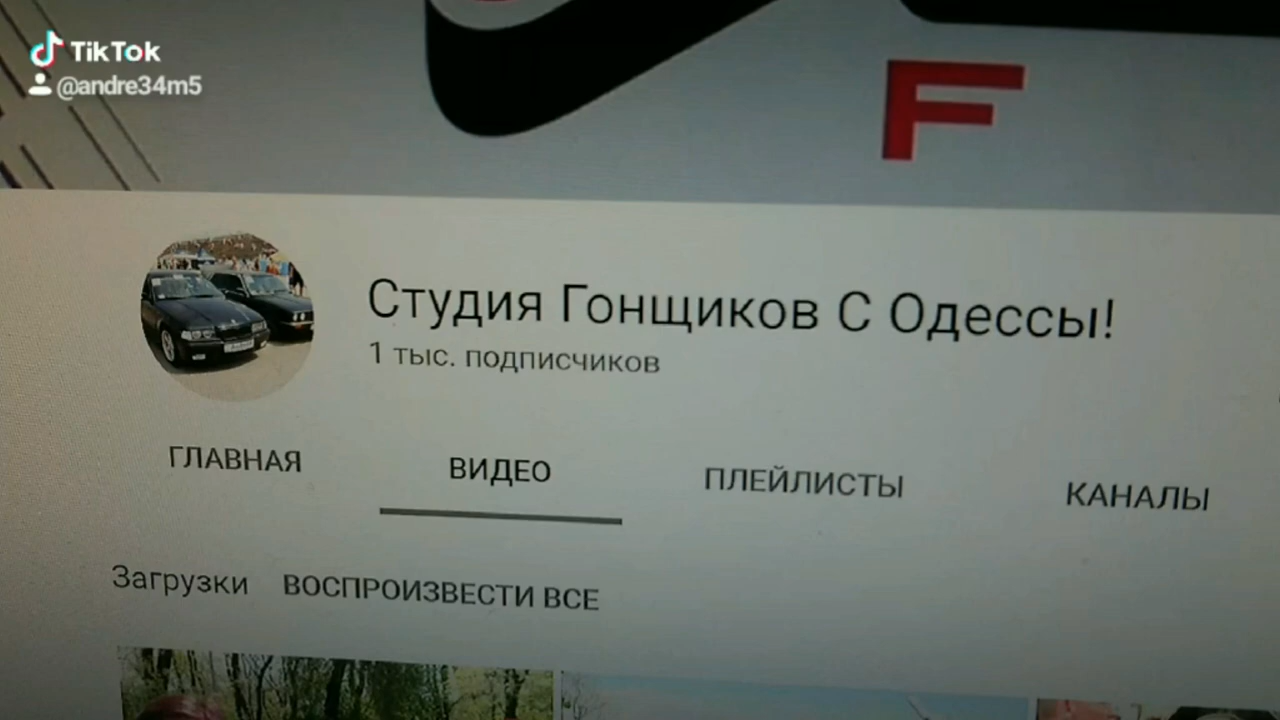 TikTok
@andre34m5
F
Студия Гонщиков С Одессы!
1 тыс. подписчиков
ГЛАВНАЯ ВИДЕО ПЛЕЙЛИСТЫ КАНАЛЫ
Загрузки ВОСПРОИЗВЕСТИ ВСЕ